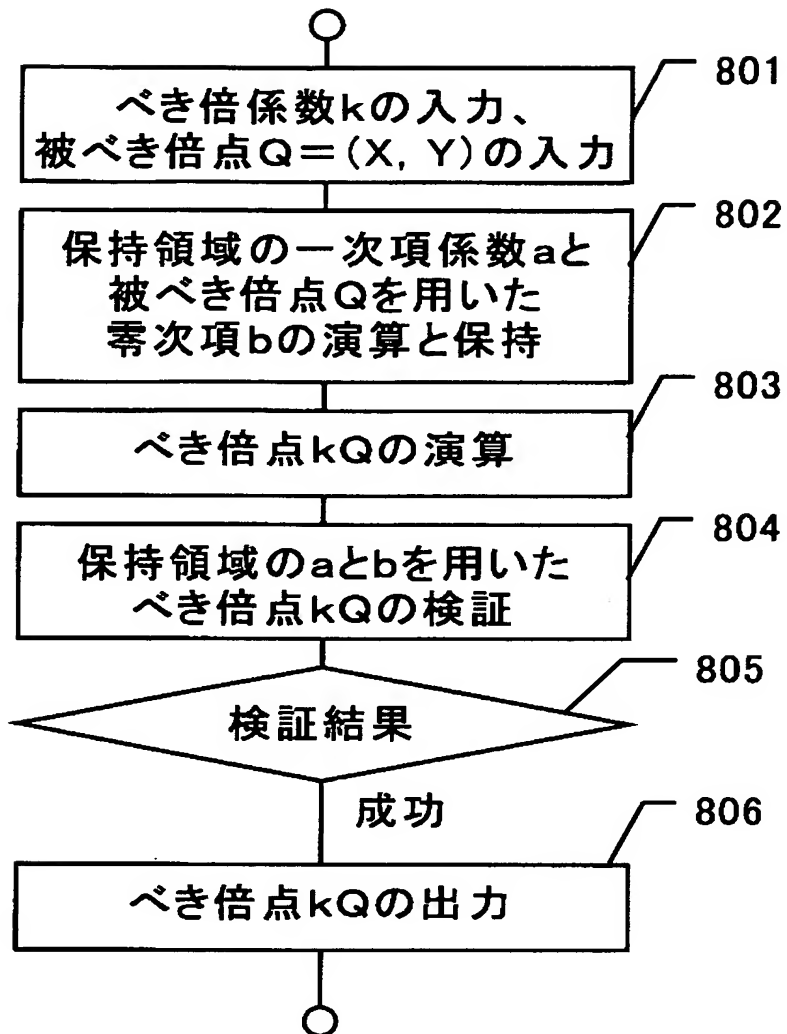 801
べき倍係数kの入力、
被べき倍点Q=(X, Y)の入力
802
保持領域の一次項係数aと
被べき倍点Qを用いた
零次項bの演算と保持
803
べき倍点kQの演算
804
保持領域のaとbを用いた
べき倍点kQの検証
805
検証結果
成功
806
べき倍点kQの出力